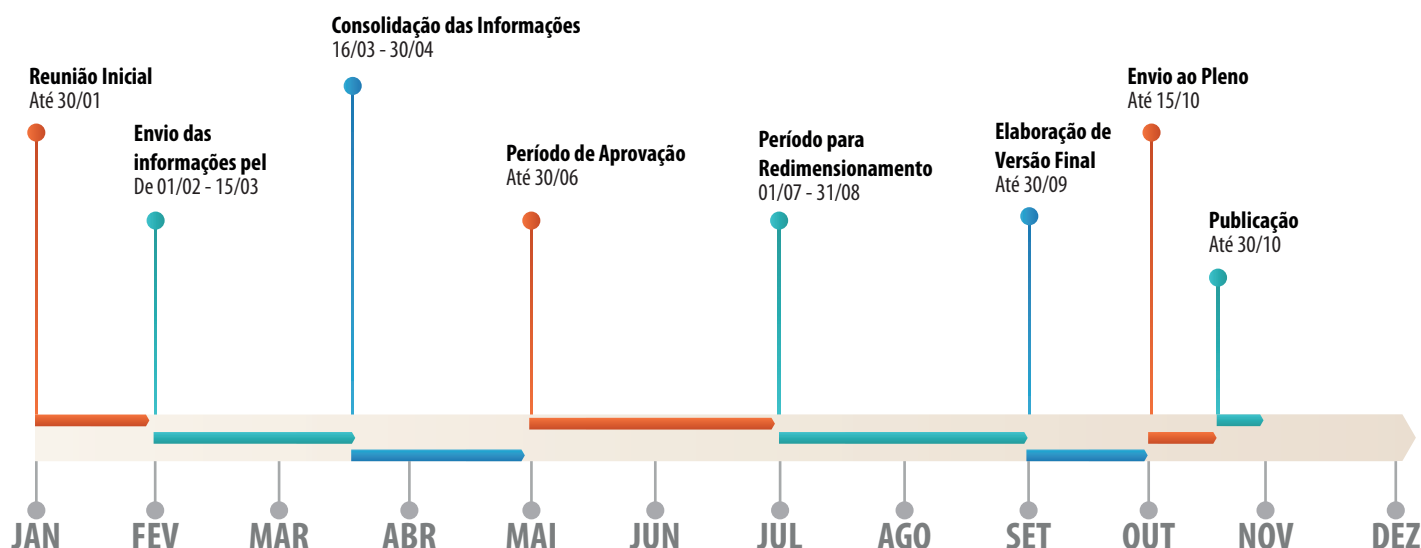 Reunião Inicial
Até 30/01
Envio das
informações pel
De 01/02 - 15/03
Consolidação das Informações
16/03 - 30/04
Período de Aprovação
Até 30/06
Período para
Redimensionamento
01/07 - 31/08
Elaboração de
Versão Final
Até 30/09
Envio ao Pleno
Até 15/10
Publicação
Até 30/10
JAN FEV MAR ABR MAI JUN JUL AGO SET OUT NOV DEZ